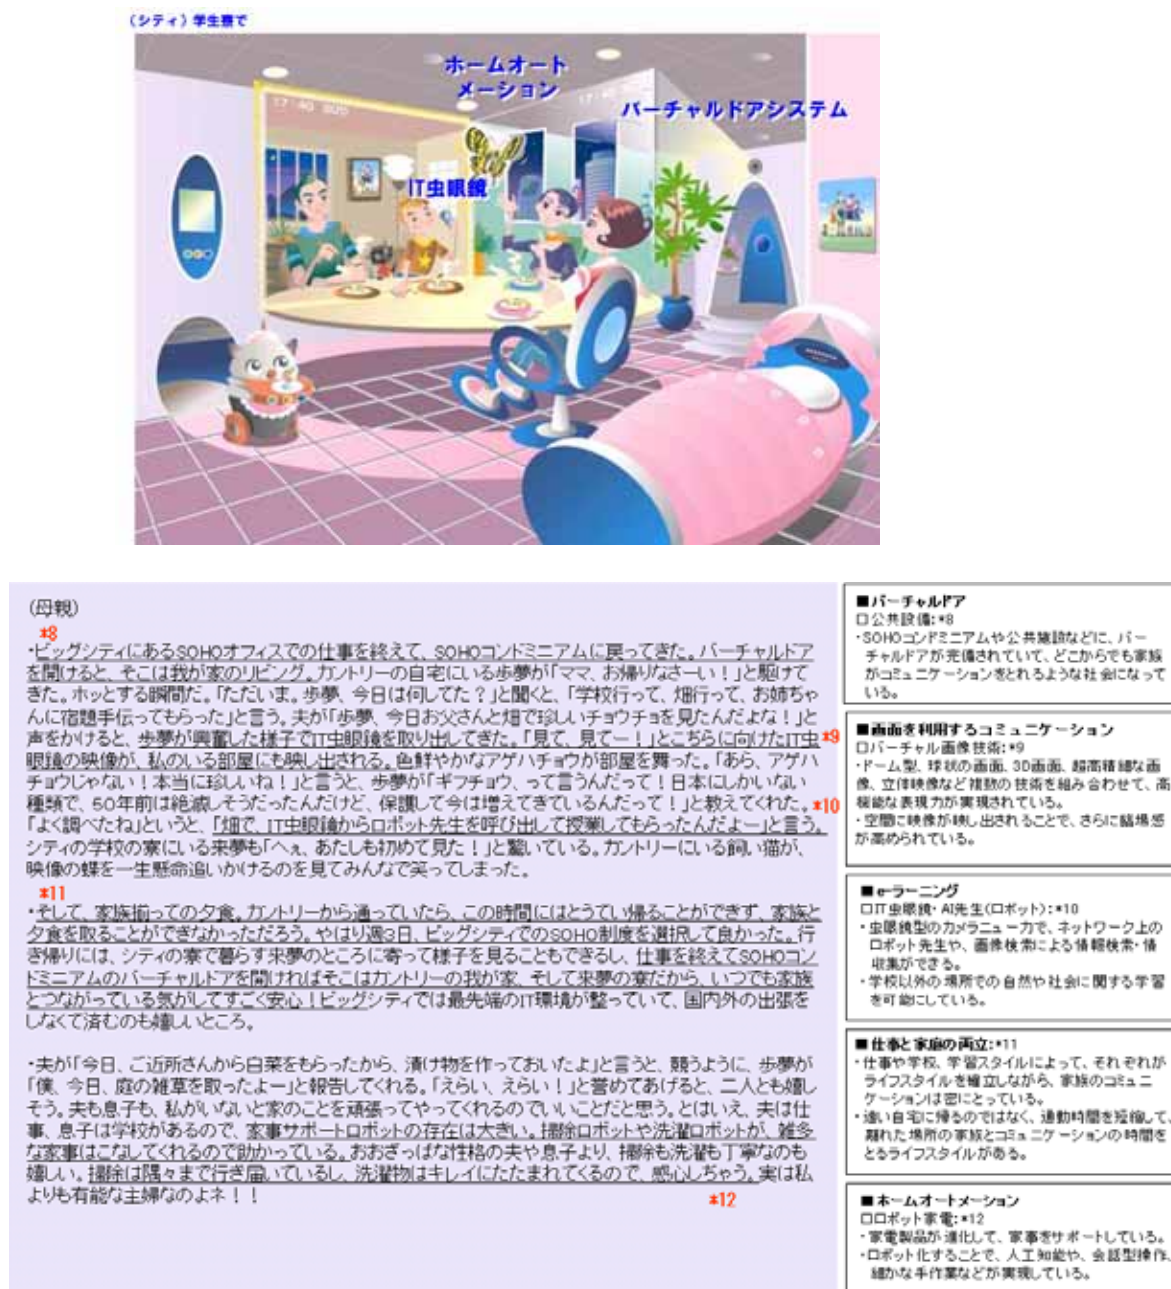 (シティ)学生寮で
ホームオート
メーション
バーチャルドアシステム
IT虫眼鏡
(母親)
*8
・ビッグシティにあるSOHOオフィスでの仕事を終えて、SOHOコンドミニアムに戻ってきた。バーチャルドア
を開けると、そこは我が家のリビング。カントリーの自宅にいる歩夢が「ママ、お帰りなさーい！」と駆けて
きた。ホッとする瞬間だ。「ただいま。歩夢、今日は何してた？」と聞くと、「学校行って、畑行って、お姉ちゃ
んに宿題手伝ってもらった」と言う。夫が「歩夢、今日お父さんと畑で珍しいチョウチョを見たんだよな！」と
声をかけると、歩夢が興奮した様子でIT虫眼鏡を取り出してきた。「見て、見てー！」とこちらに向けたIT虫 *9
眼鏡の映像が、私のいる部屋にも映し出される。色鮮やかなアゲハチョウが部屋を舞った。「あら、アゲハ
チョウじゃない！本当に珍しいね！」と言うと、歩夢が「ギフチョウ、って言うんだって！日本にしかいない
種類で、50年前は絶滅しそうだったんだけど、保護して今は増えてきているんだって！」と教えてくれた。 *10
「よく調べたね」というと、「畑で、IT虫眼鏡からロボット先生を呼び出して授業してもらったんだよー」と言う。
シティの学校の寮にいる来夢も「へぇ、あたしも初めて見た！」と驚いている。カントリーにいる飼い猫が、
映像の蝶を一生懸命追いかけるのを見てみんなで笑ってしまった。
*11
・そして、家族揃っての夕食。カントリーから通っていたら、この時間にはとうてい帰ることができず、家族と
夕食を取ることができなかっただろう。やはり週3日、ビッグシティでのSOHO制度を選択して良かった。行
き帰りには、シティの寮で暮らす来夢のところに寄って様子を見ることもできるし、仕事を終えてSOHOコン
ドミニアムのバーチャルドアを開ければそこはカントリーの我が家、そして来夢の寮だから、いつでも家族
とつながっている気がしてすごく安心！ビッグシティでは最先端のIT環境が整っていて、国内外の出張を
しなくて済むのも嬉しいところ。
・夫が「今日、ご近所さんから白菜をもらったから、漬け物を作っておいたよ」と言うと、競うように、歩夢が
「僕、今日、庭の雑草を取ったよー」と報告してくれる。「えらい、えらい！」と誉めてあげると、二人とも嬉し
そう。夫も息子も、私がいないと家のことを頑張ってやってくれるのでいいことだと思う。とはいえ、夫は仕
事、息子は学校があるので、家事サポートロボットの存在は大きい。掃除ロボットや洗濯ロボットが、雑多
な家事はこなしてくれるので助かっている。おおざっぱな性格の夫や息子より、掃除も洗濯も丁寧なのも
嬉しい。掃除は隅々まで行き届いているし、洗濯物はキレイにたたまれてくるので、感心しちゃう。実は私
よりも有能な主婦なのよネ！！
*12
■バーチャルドア
口公共設備：*8
・SOHOコンドミニアムや公共施設などに、バー
チャルドアが完備されていて、どこからでも家族
がコミュニケーションをとれるような社会になって
いる。
■画面を利用するコミュニケーション
口バーチャル画像技術：*9
・ドーム型、球状の画面、3D画面、超高精細な画
像、立体映像など複数の技術を組み合わせて、高
機能な表現力が実現されている。
・空間に映像が映し出されることで、さらに臨場感
が高められている。
■e-ラーニング
口IT虫眼鏡・AI先生(ロボット)：*10
・虫眼鏡型のカメラニューカで、ネットワーク上の
ロボット先生や、画像検索による情報検索・情
報収集ができる。
・学校以外の場所での自然や社会に関する学習
を可能にしている。
■仕事と家庭の両立：*11
・仕事や学校、学習スタイルによって、それぞれが
ライフスタイルを確立しながら、家族のコミュニ
ケーションは密にとっている。
・遠い自宅に帰るのではなく、通勤時間を短縮して、
離れた場所の家族とコミュニケーションの時間を
とるライフスタイルがある。
■ホームオートメーション
口ロボット家電：*12
・家電製品が進化して、家事をサポートしている。
・ロボット化することで、人工知能や、会話型操作、
細かな手作業などが実現している。